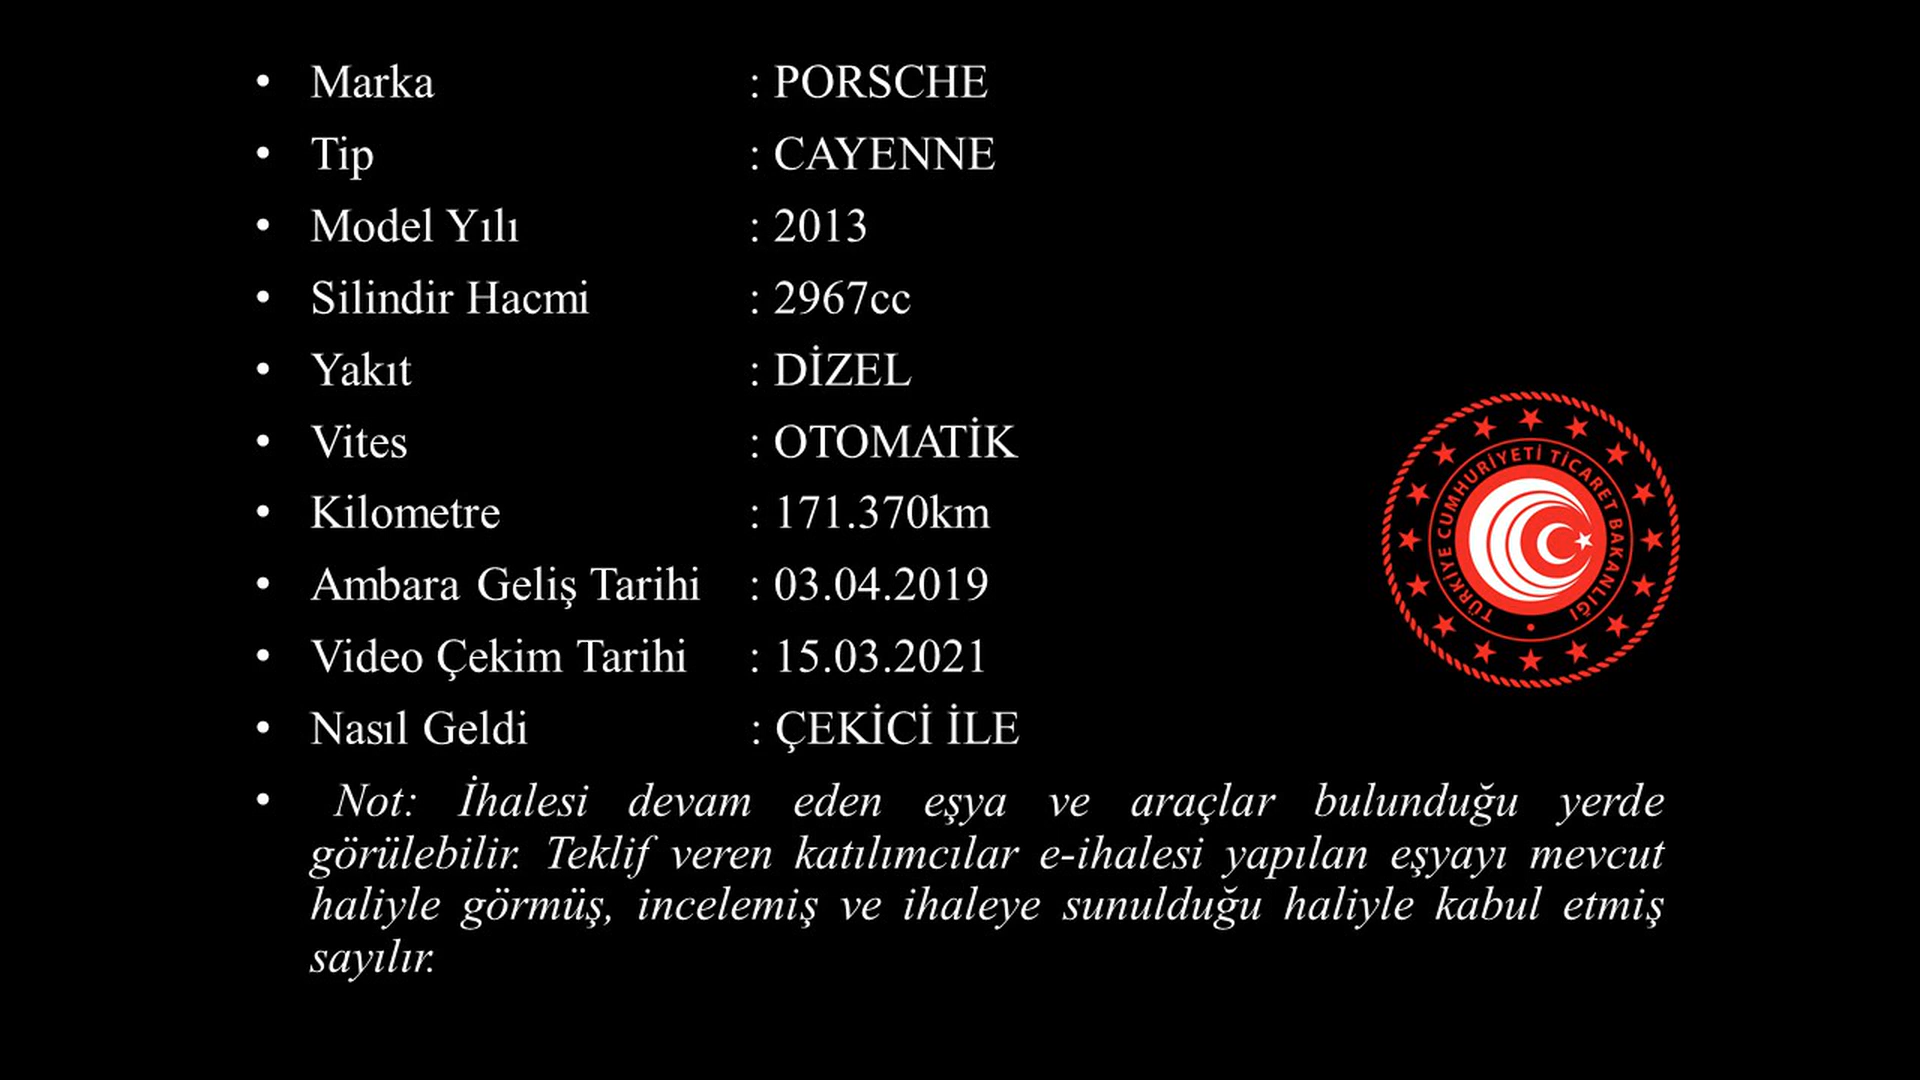 • Marka : PORSCHE
• Tip : CAYENNE
• Model Yılı : 2013
• Silindir Hacmi : 2967cc
• Yakıt : DİZEL
• Vites : OTOMATİK
• Kilometre : 171.370km
• Ambara Geliş Tarihi : 03.04.2019
• Video Çekim Tarihi : 15.03.2021
• Nasıl Geldi : ÇEKİCİ İLE
• Not: İhalesi devam eden eşya ve araçlar bulunduğu yerde
görülebilir. Teklif veren katılımcılar e-ihalesi yapılan eşyayı mevcut
haliyle görmüş, incelemiş ve ihaleye sunulduğu haliyle kabul etmiş
sayılır.
TÜRKİYE CUMHURİYETİ TİCARET BAKANLIĞI